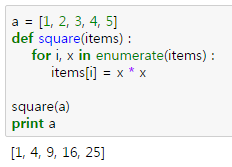 a = [1, 2, 3, 4, 5]
def square(items) :
    for i, x in enumerate(items) :
        items[i] = x * x

square(a)
print a
[1, 4, 9, 16, 25]